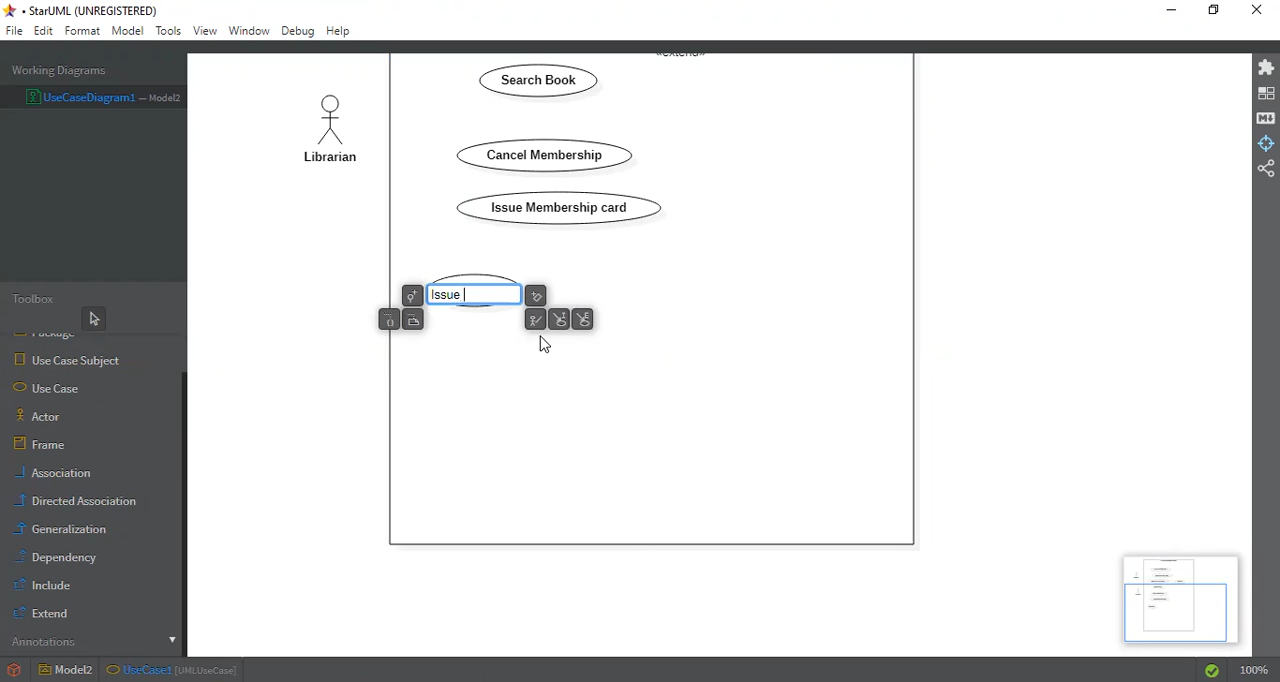 • StarUML (UNREGISTERED)
File Edit Format Model Tools View Window Debug Help
Working Diagrams
UseCaseDiagram1 — Model2
Toolbox
Package
Use Case Subject
Use Case
Actor
Frame
Association
Directed Association
Generalization
Dependency
Include
Extend
Annotations
«extend»
Search Book
Librarian
Cancel Membership
Issue Membership card
Issue
Model2 UseCase1 [UMLUseCase]
100%